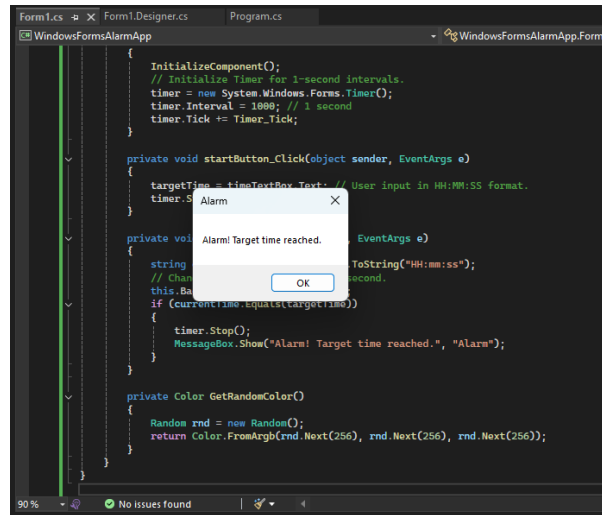 Form1.cs Form1.Designer.cs Program.cs
C# WindowsFormsAlarmApp WindowsFormsAlarmApp.Form
{
InitializeComponent();
// Initialize Timer for 1-second intervals.
timer = new System.Windows.Forms.Timer();
timer.Interval = 1000; // 1 second
timer.Tick += Timer_Tick;
}
private void startButton_Click(object sender, EventArgs e)
{
targetTime = timeTextBox.Text; // User input in HH:MM:SS format.
timer.S
}
Alarm
Alarm! Target time reached.
OK
private voi , EventArgs e)
{
string .ToString("HH:mm:ss");
// Chan second.
this.Ba
if (currentTime.Equals(targetTime))
{
timer.Stop();
MessageBox.Show("Alarm! Target time reached.", "Alarm");
}
}
private Color GetRandomColor()
{
Random rnd = new Random();
return Color.FromArgb(rnd.Next(256), rnd.Next(256), rnd.Next(256));
}
}
}
90 % No issues found